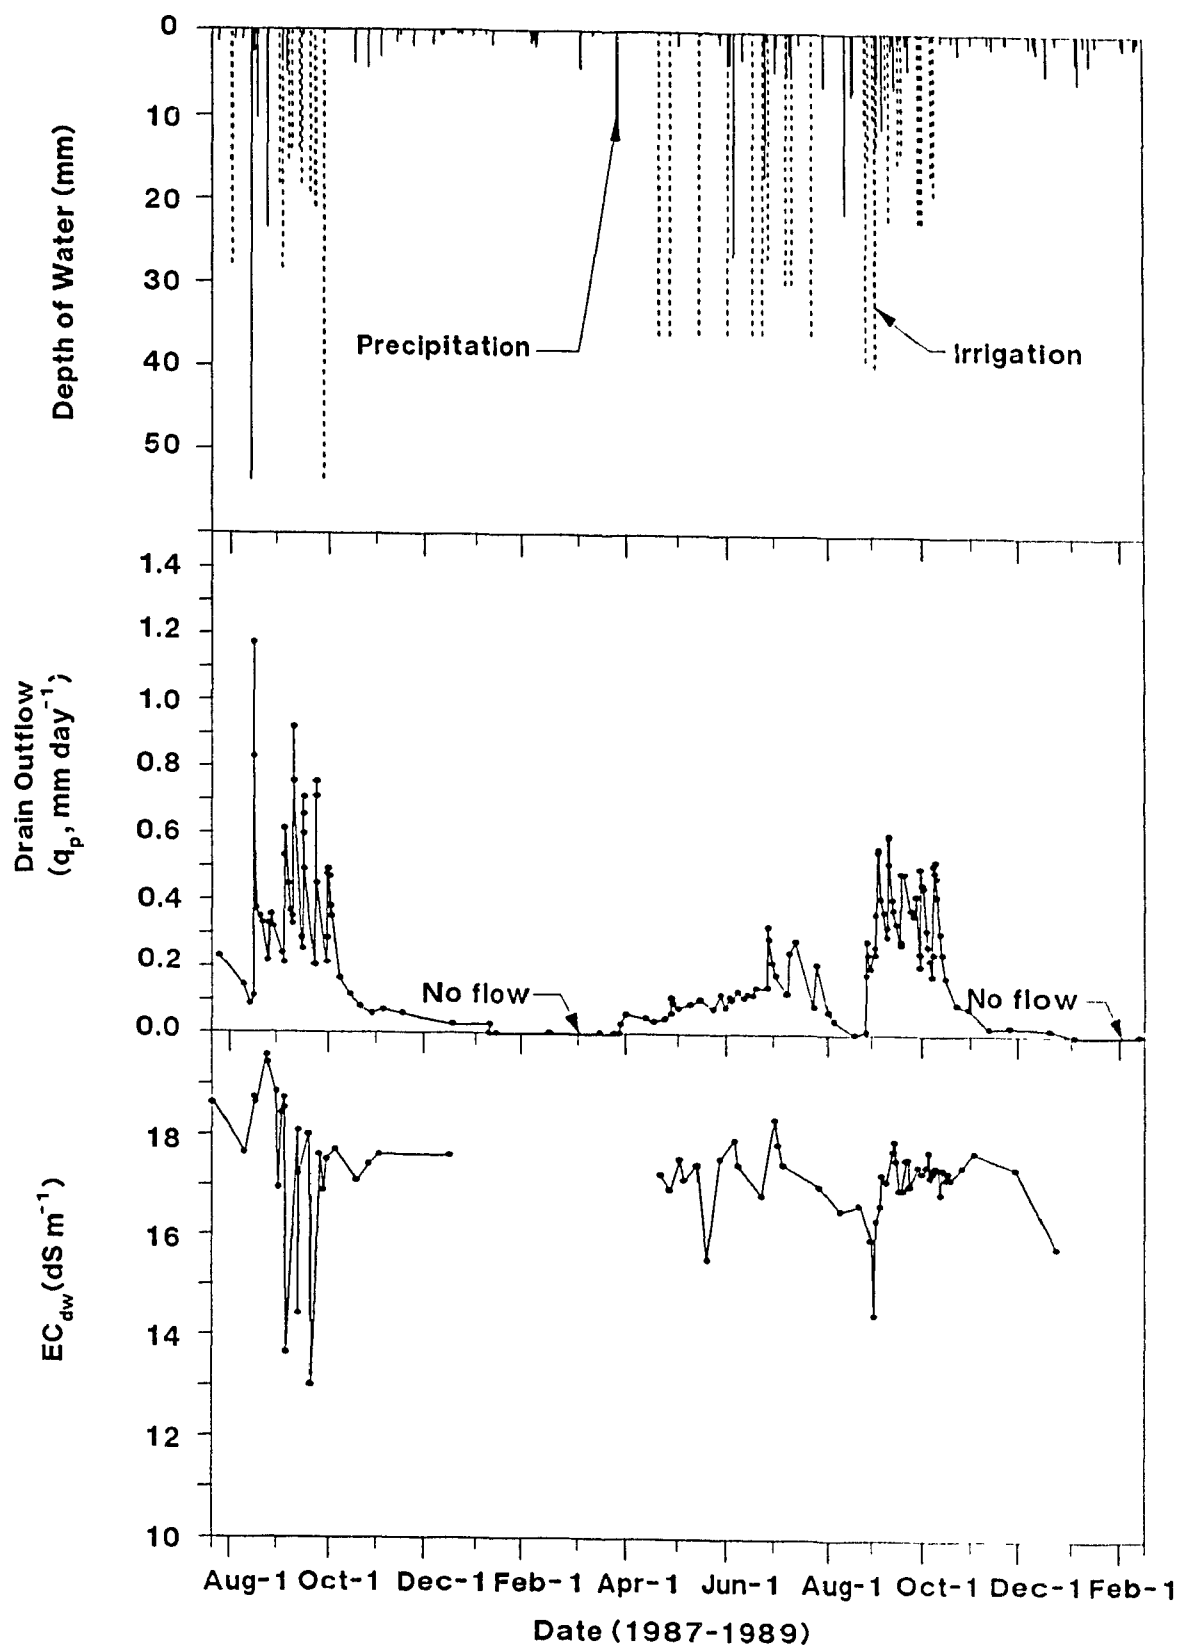 0
10
20
30
40
50
Depth of Water (mm)
Precipitation
Irrigation
1.4
1.2
1.0
0.8
0.6
0.4
0.2
0.0
Drain Outflow
(qp, mm day-1)
No flow
No flow
18
16
14
12
10
ECdw(dS m-1)
Aug-1 Oct-1 Dec-1 Feb-1 Apr-1 Jun-1 Aug-1 Oct-1 Dec-1 Feb-1
Date (1987-1989)